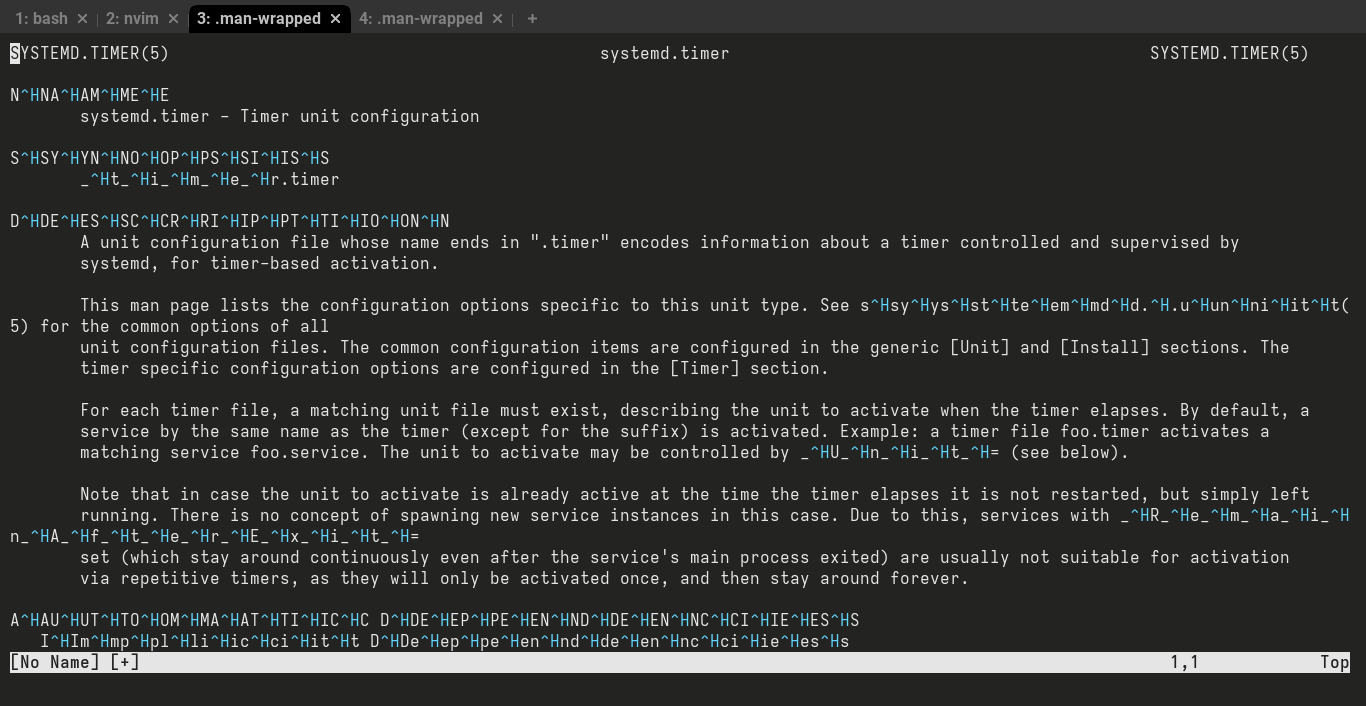 1: bash ✕ | 2: nvim ✕ 3: .man-wrapped ✕ 4: .man-wrapped ✕ | +
SYSTEMD.TIMER(5) systemd.timer SYSTEMD.TIMER(5)
N^HNA^HAM^HME^HE
systemd.timer - Timer unit configuration
S^HSY^HYN^HNO^HOP^HPS^HSI^HIS^HS
_^Ht_^Hi_^Hm_^He_^Hr.timer
D^HDE^HES^HSC^HCR^HRI^HIP^HPT^HTI^HIO^HON^HN
A unit configuration file whose name ends in ".timer" encodes information about a timer controlled and supervised by
systemd, for timer-based activation.
This man page lists the configuration options specific to this unit type. See s^Hsy^Hys^Hst^Hte^Hem^Hmd^Hd.^H.u^Hun^Hni^Hit^Ht(
5) for the common options of all
unit configuration files. The common configuration items are configured in the generic [Unit] and [Install] sections. The
timer specific configuration options are configured in the [Timer] section.
For each timer file, a matching unit file must exist, describing the unit to activate when the timer elapses. By default, a
service by the same name as the timer (except for the suffix) is activated. Example: a timer file foo.timer activates a
matching service foo.service. The unit to activate may be controlled by _^HU_^Hn_^Hi_^Ht_^H= (see below).
Note that in case the unit to activate is already active at the time the timer elapses it is not restarted, but simply left
running. There is no concept of spawning new service instances in this case. Due to this, services with _^HR_^He_^Hm_^Ha_^Hi_^H
n_^HA_^Hf_^Ht_^He_^Hr_^HE_^Hx_^Hi_^Ht_^H=
set (which stay around continuously even after the service's main process exited) are usually not suitable for activation
via repetitive timers, as they will only be activated once, and then stay around forever.
A^HAU^HUT^HTO^HOM^HMA^HAT^HTI^HIC^HC D^HDE^HEP^HPE^HEN^HND^HDE^HEN^HNC^HCI^HIE^HES^HS
I^HIm^Hmp^Hpl^Hli^Hic^Hci^Hit^Ht D^HDe^Hep^Hpe^Hen^Hnd^Hde^Hen^Hnc^Hci^Hie^Hes^Hs
[No Name] [+] 1,1 Top